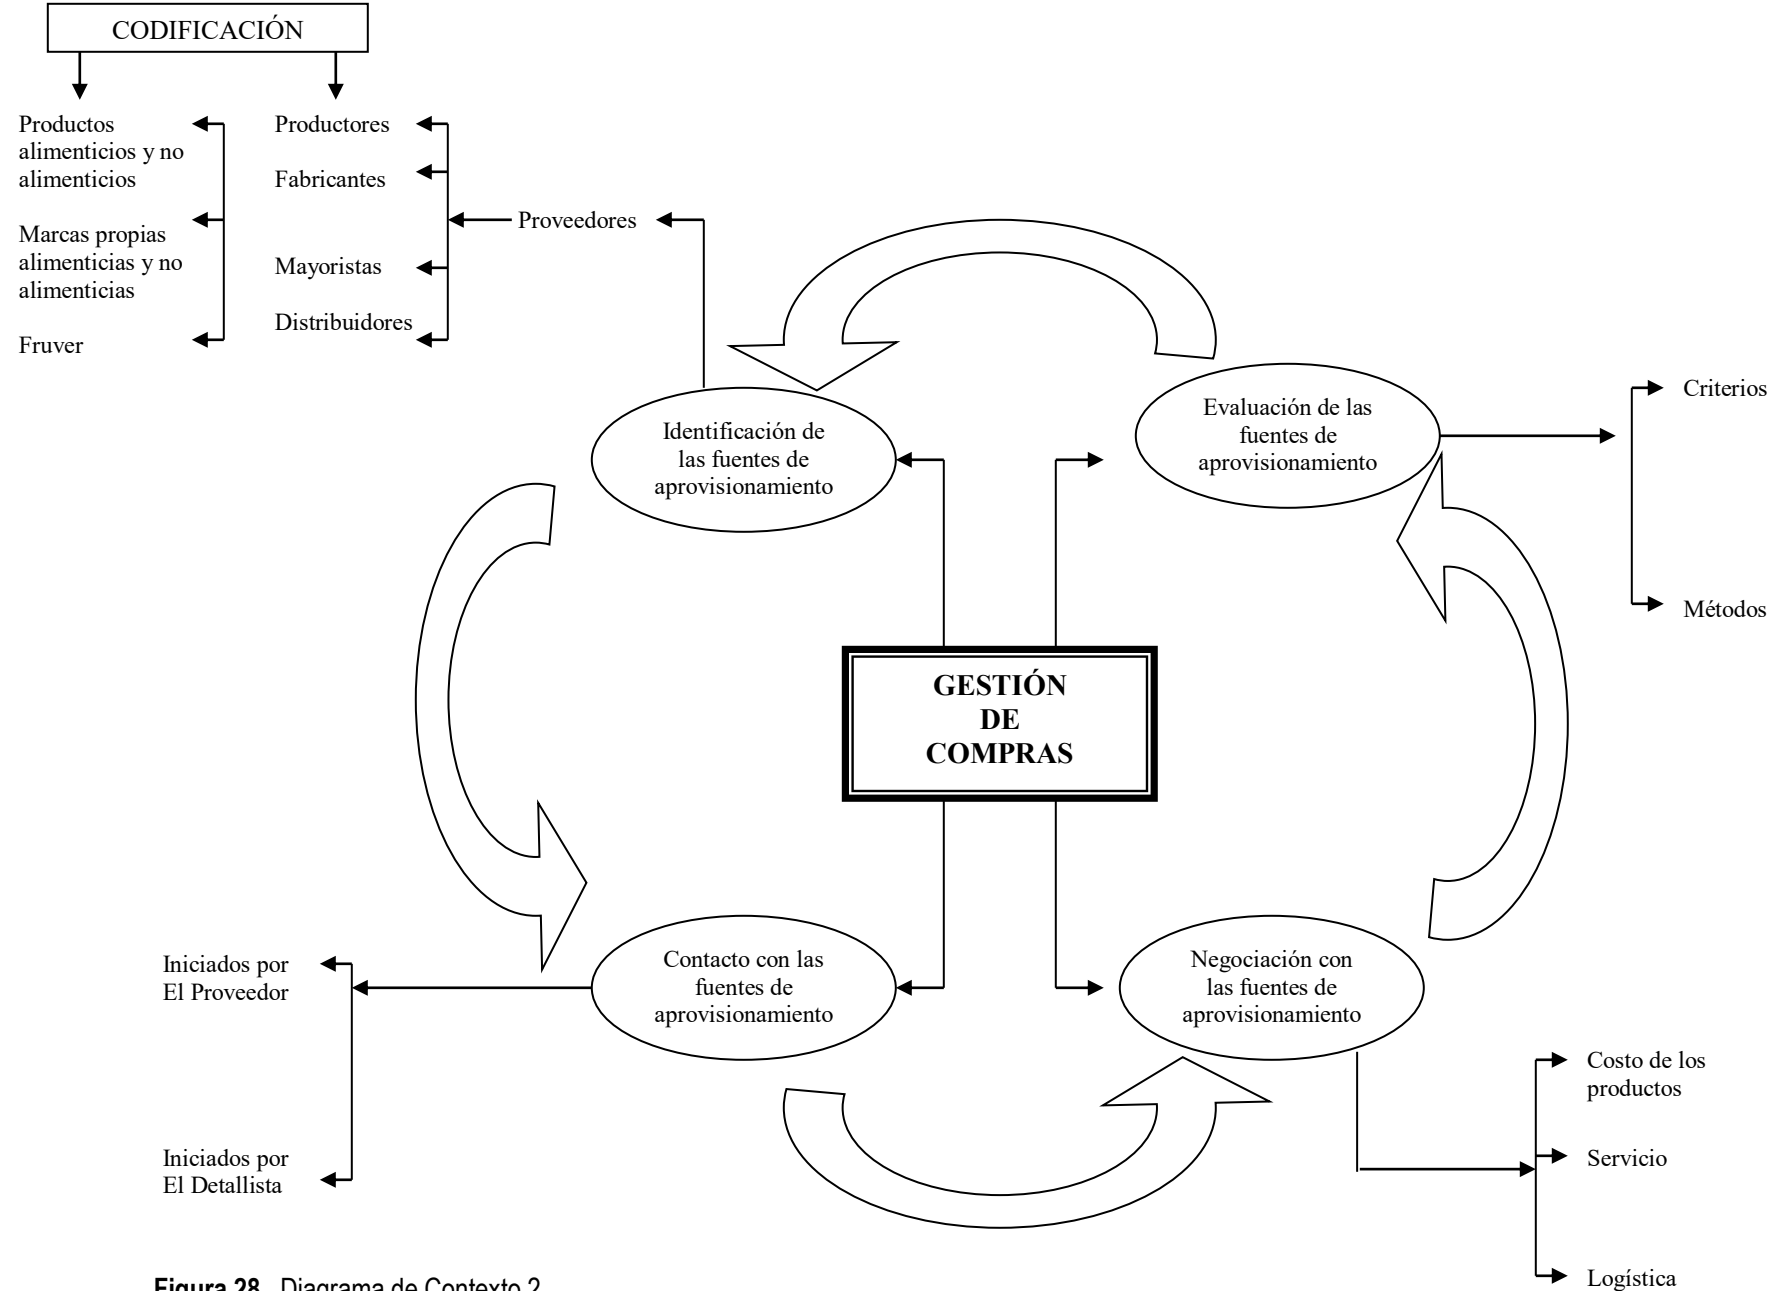 CODIFICACIÓN
Productos
alimenticios y no
alimenticios
Marcas propias
alimenticias y no
alimenticias
Fruver
Productores
Fabricantes
Mayoristas
Distribuidores
Proveedores
Identificación de
las fuentes de
aprovisionamiento
Evaluación de las
fuentes de
aprovisionamiento
Criterios
Métodos
GESTIÓN
DE
COMPRAS
Contacto con las
fuentes de
aprovisionamiento
Iniciados por
El Proveedor
Iniciados por
El Detallista
Negociación con
las fuentes de
aprovisionamiento
Costo de los
productos
Servicio
Logística
Figura 28. Diagrama de Contexto 2